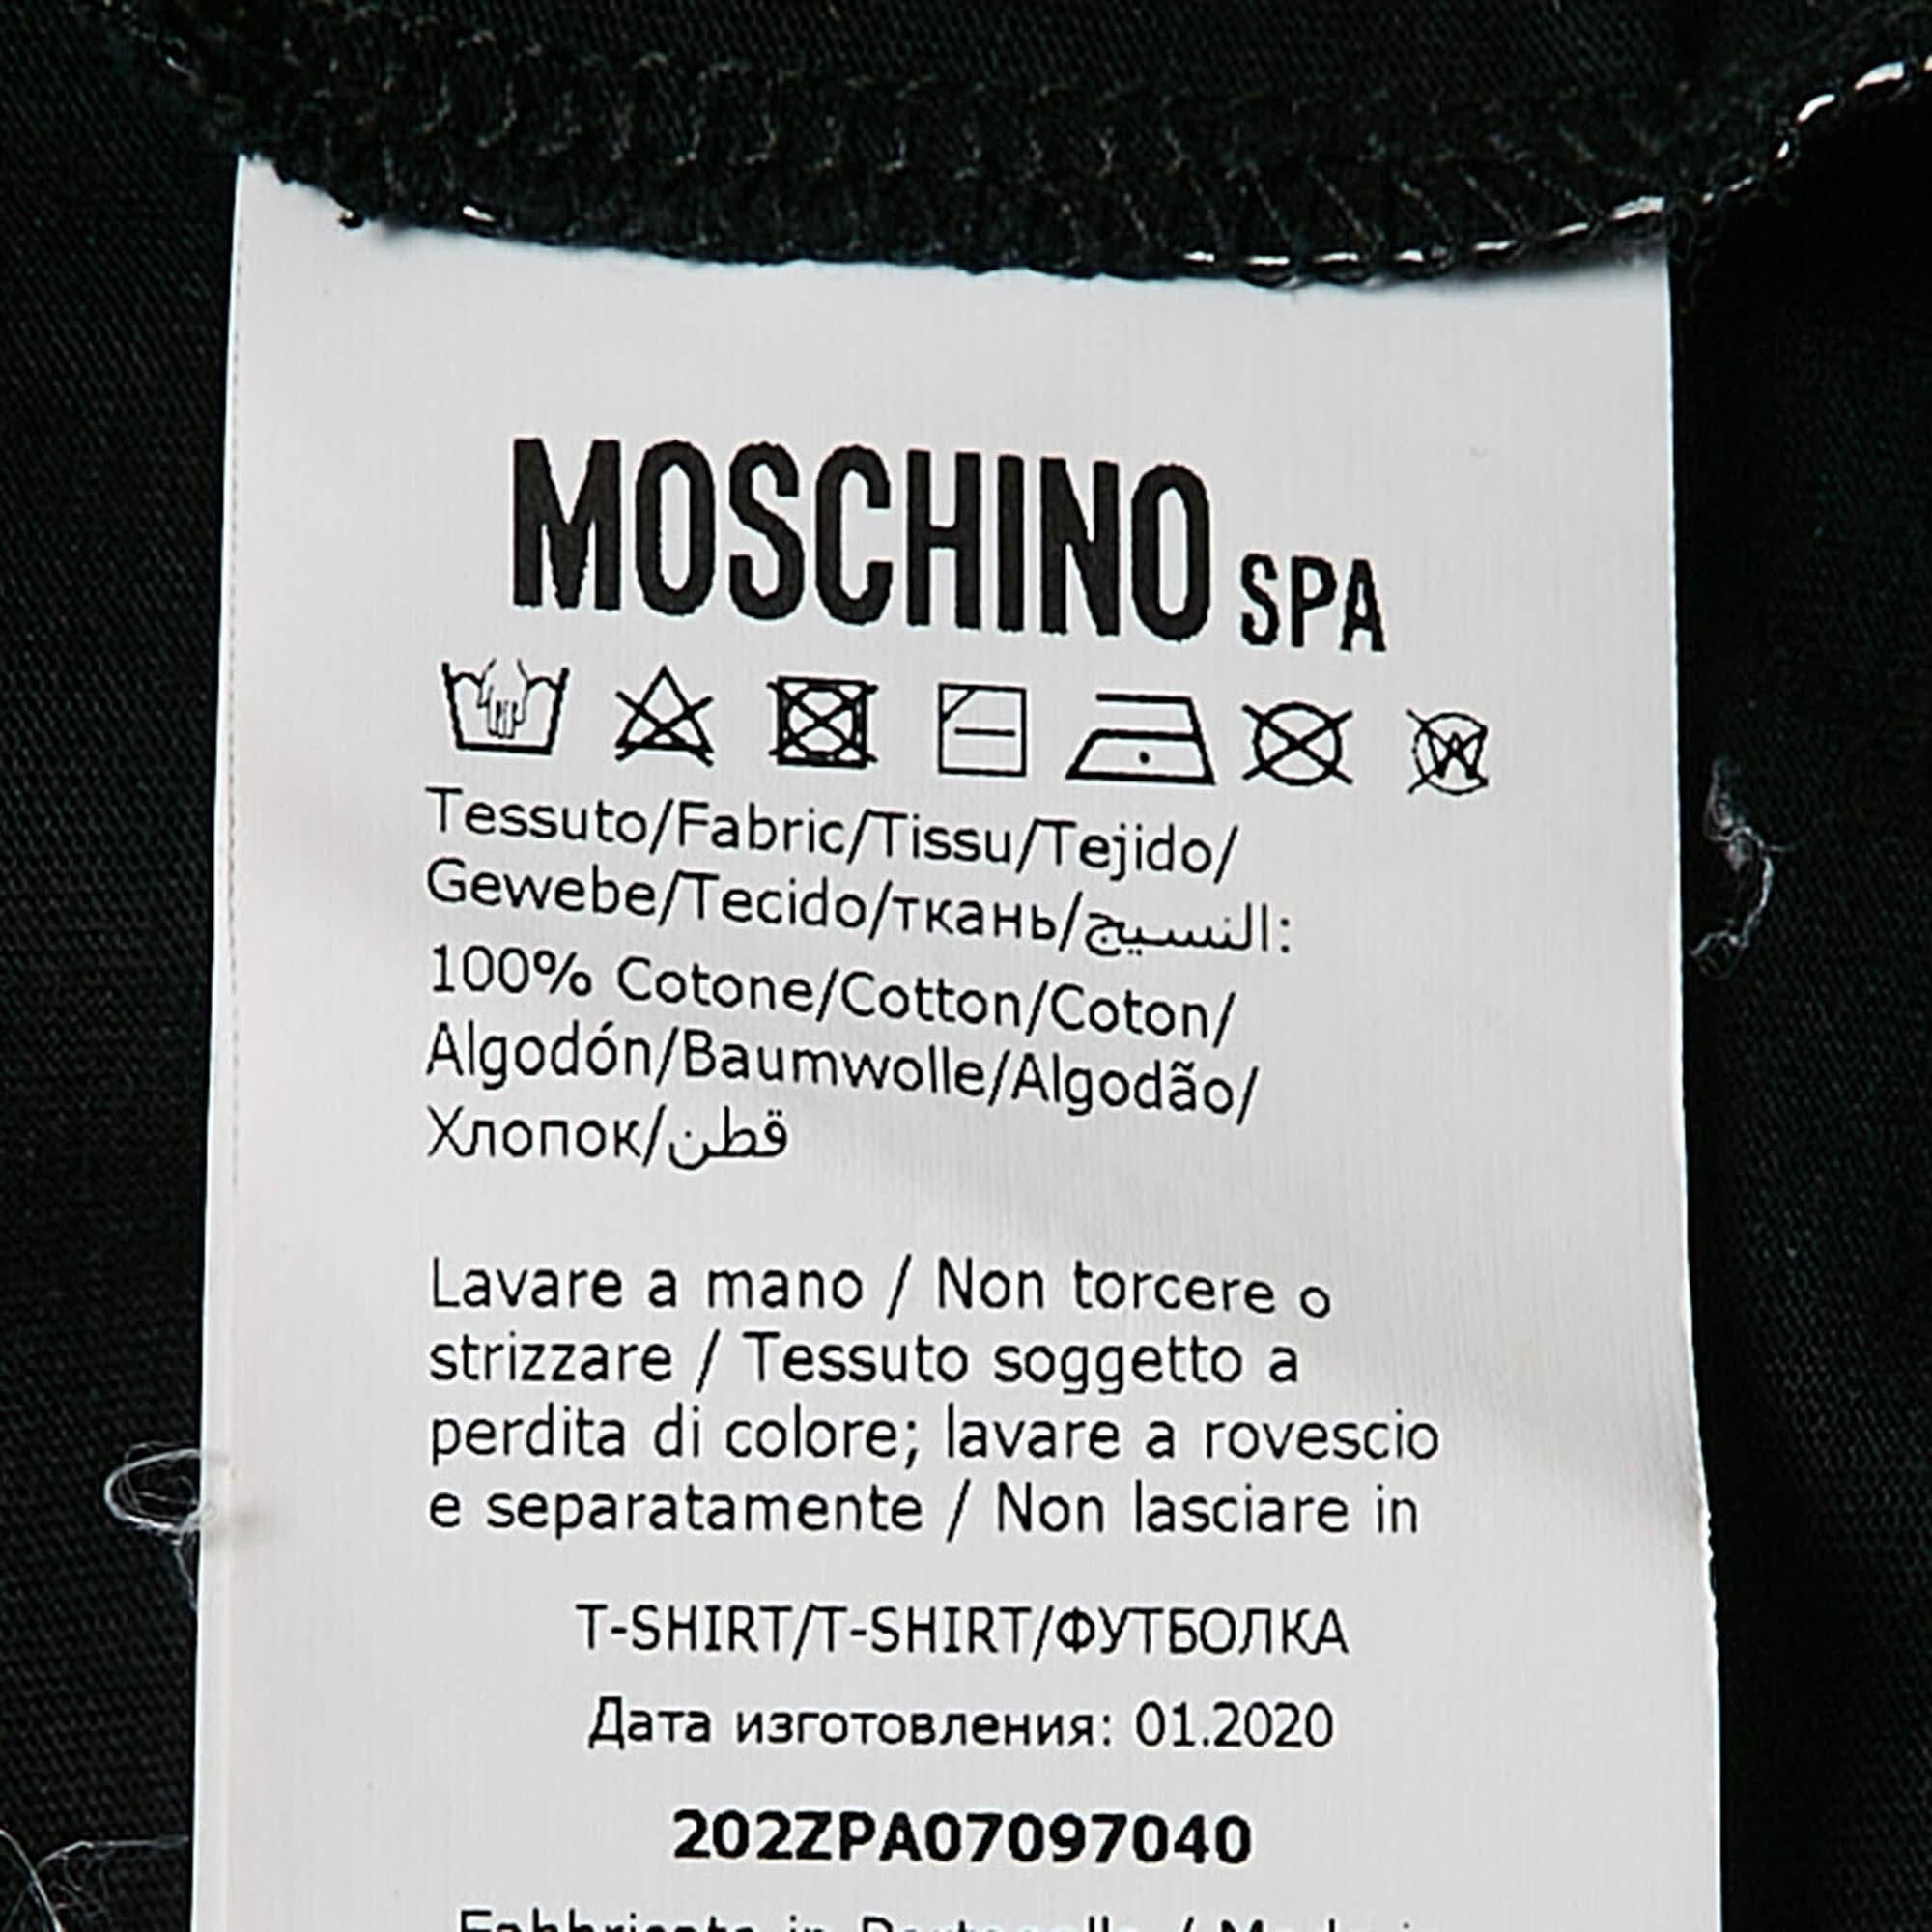 MOSCHINO SPA
Tessuto/Fabric/Tissu/Tejido/
Gewebe/Tecido/ткань/النسيج:
100% Cotone/Cotton/Coton/
Algodón/Baumwolle/Algodão/
Хлопок/قطن
Lavare a mano / Non torcere o
strizzare / Tessuto soggetto a
perdita di colore; lavare a rovescio
e separatamente / Non lasciare in
T-SHIRT/T-SHIRT/ФУТБОЛКА
Дата изготовления: 01.2020
202ZPA07097040